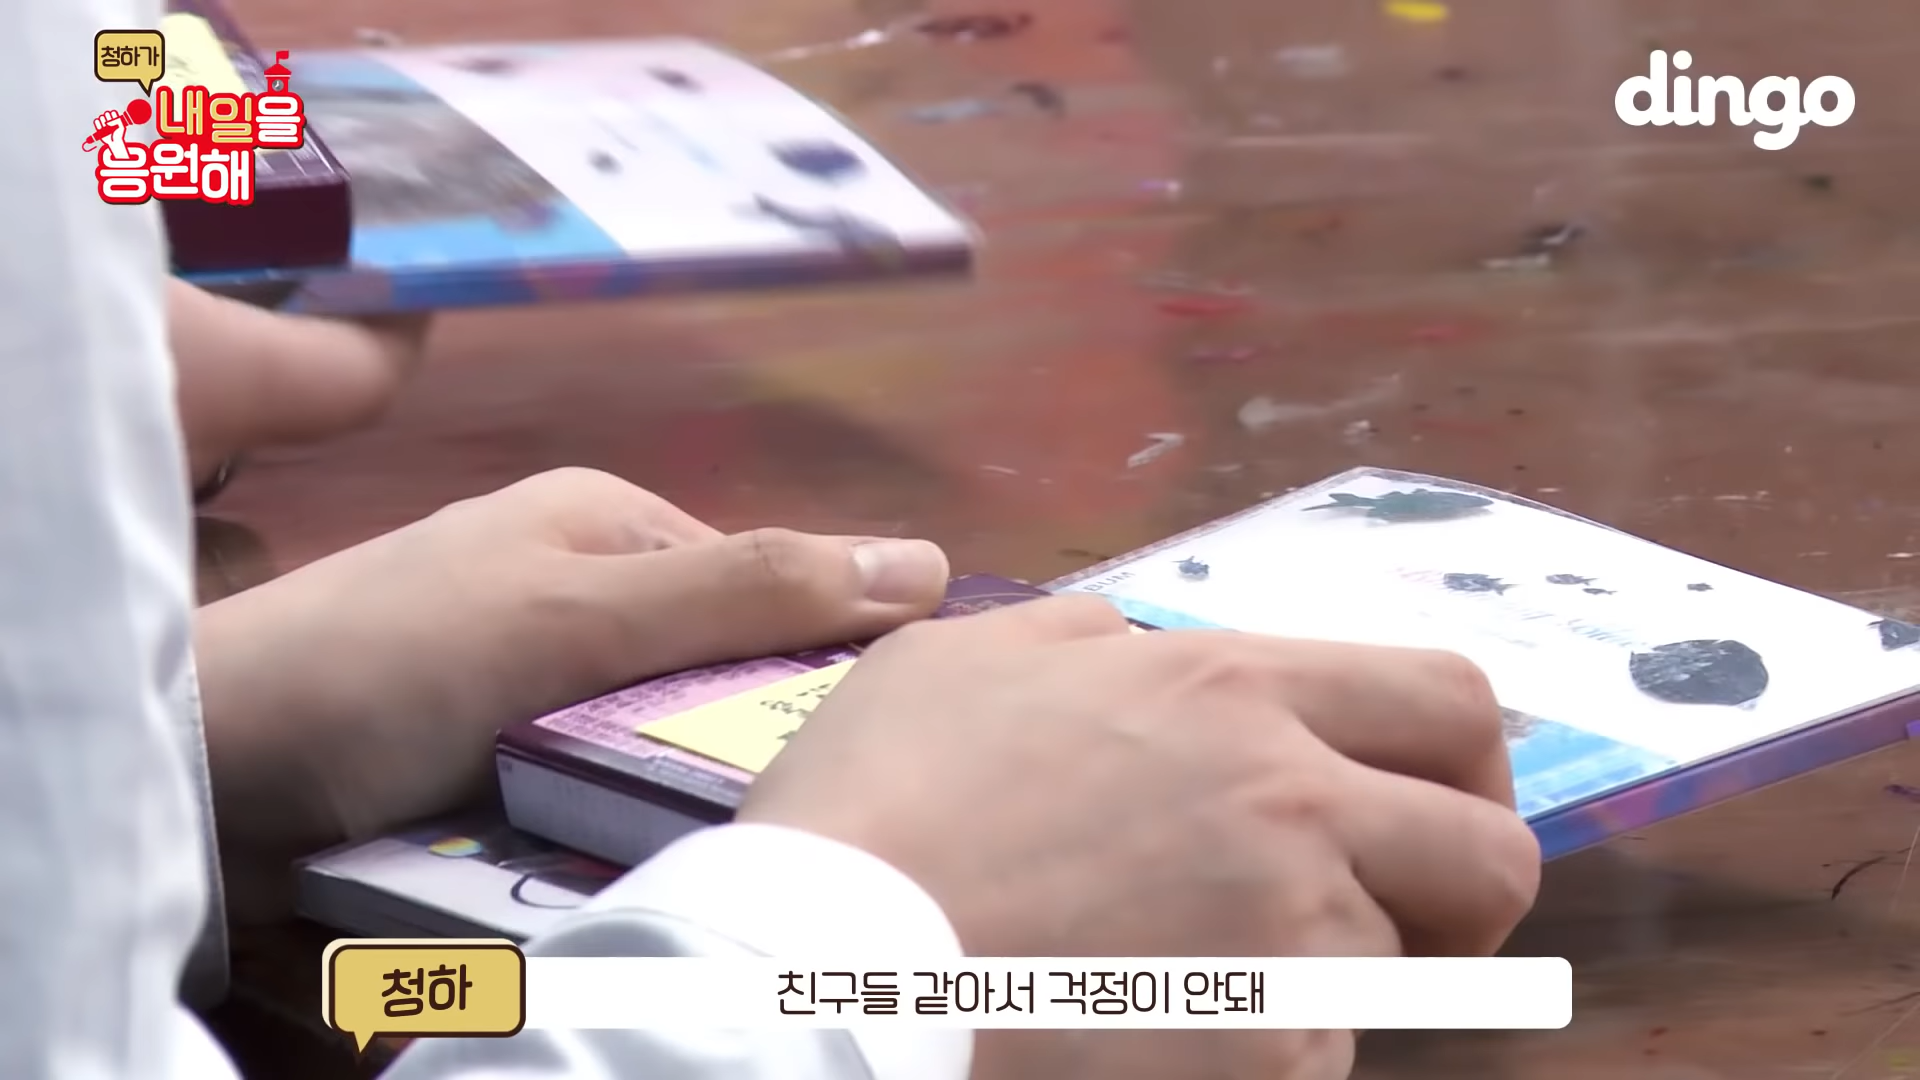 청하가
내일을
응원해
dingo
BUM
청하
친구들 같아서 걱정이 안돼